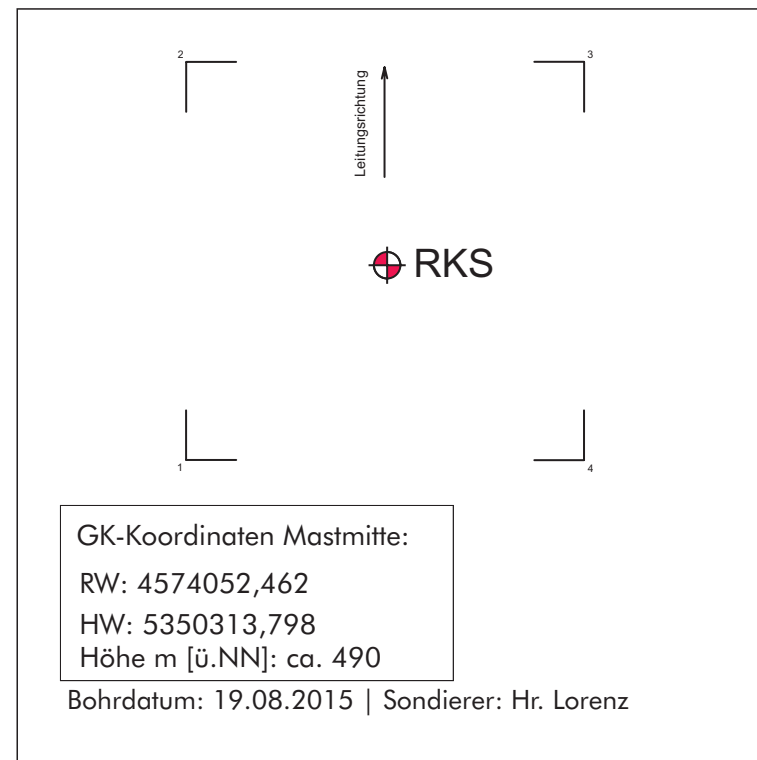 2
3
Leitungsrichtung
RKS
1
4
GK-Koordinaten Mastmitte:
RW: 4574052,462
HW: 5350313,798
Höhe m [ü.NN]: ca. 490
Bohrdatum: 19.08.2015 | Sondierer: Hr. Lorenz